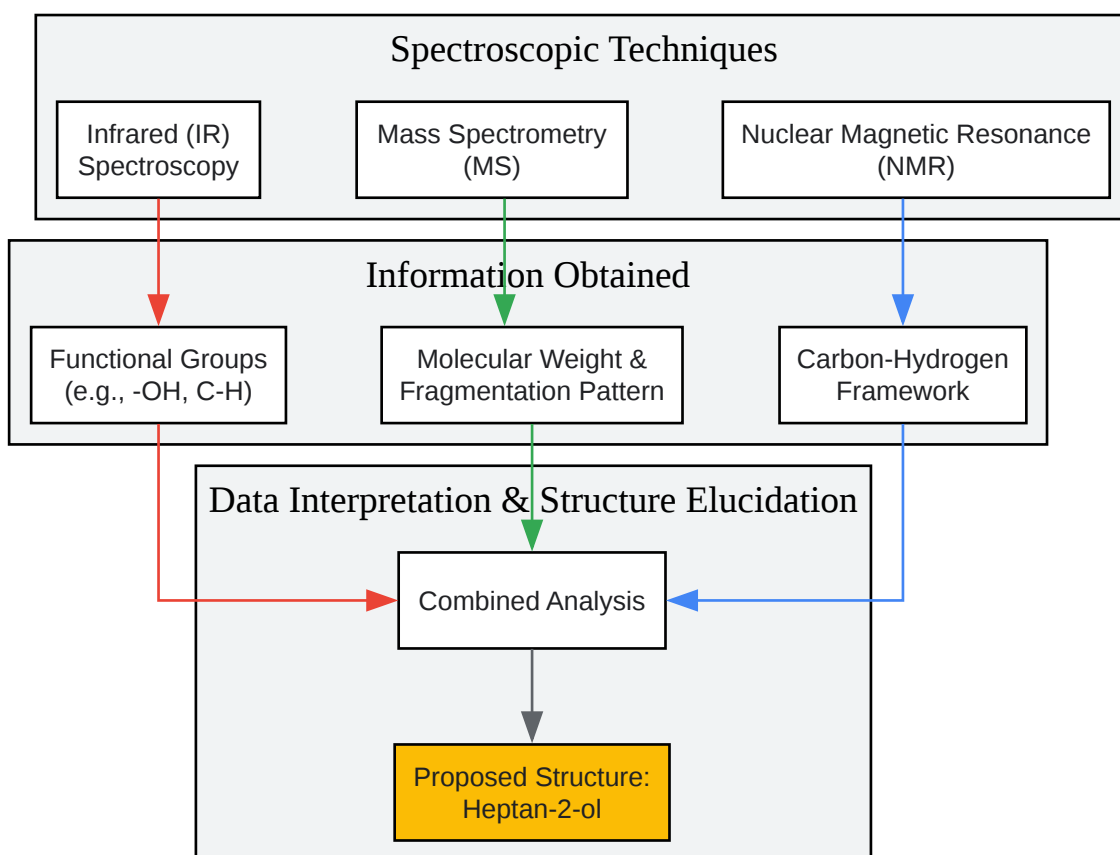 Spectroscopic Techniques
Infrared (IR)
Spectroscopy
Mass Spectrometry
(MS)
Nuclear Magnetic Resonance
(NMR)
Information Obtained
Functional Groups
(e.g., -OH, C-H)
Molecular Weight &
Fragmentation Pattern
Carbon-Hydrogen
Framework
Data Interpretation & Structure Elucidation
Combined Analysis
Proposed Structure:
Heptan-2-ol